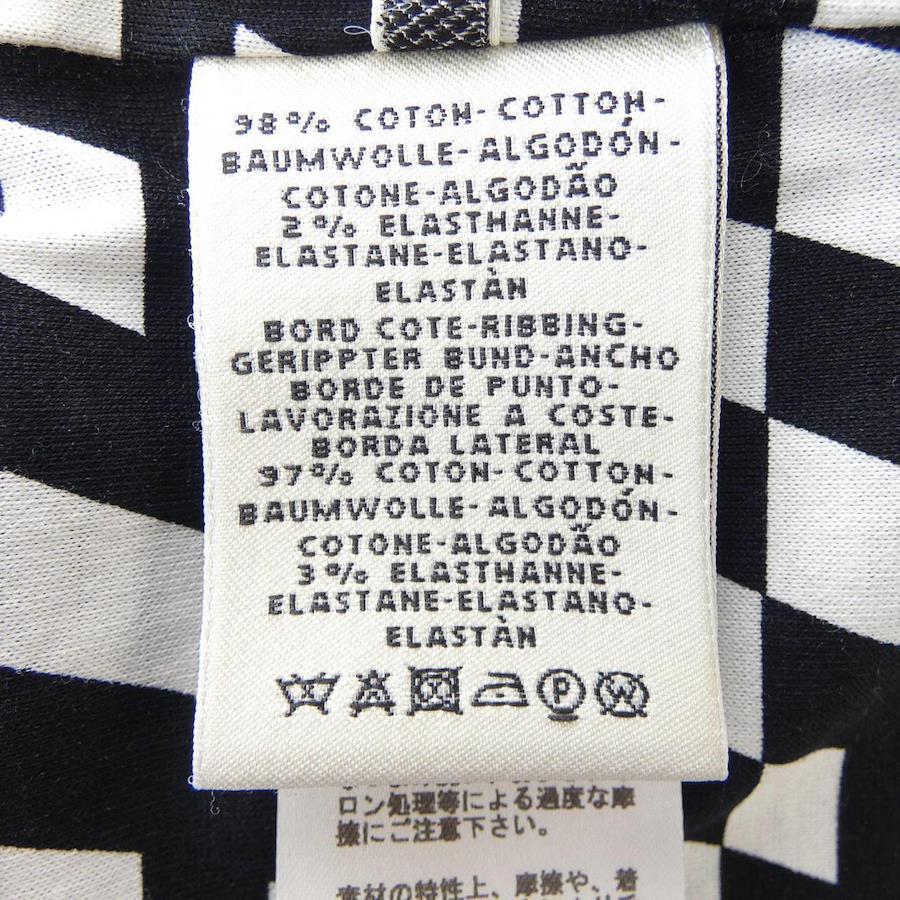 98% COTON-COTTON-
BAUMWOLLE-ALGODÓN-
COTONE-ALGODÃO
2% ELASTHANNE-
ELASTANE-ELASTANO-
ELASTÀN
BORD COTE-RIBBING-
GERIPPTER BUND-ANCHO
BORDE DE PUNTO-
LAVORAZIONE A COSTE-
BORDA LATERAL
97% COTON-COTTON-
BAUMWOLLE-ALGODÓN-
COTONE-ALGODÃO
3% ELASTHANNE-
ELASTANE-ELASTANO-
ELASTÀN
P W
ロン処理等による過度な摩
擦にご注意下さい。
素材の特性上、摩擦や、着